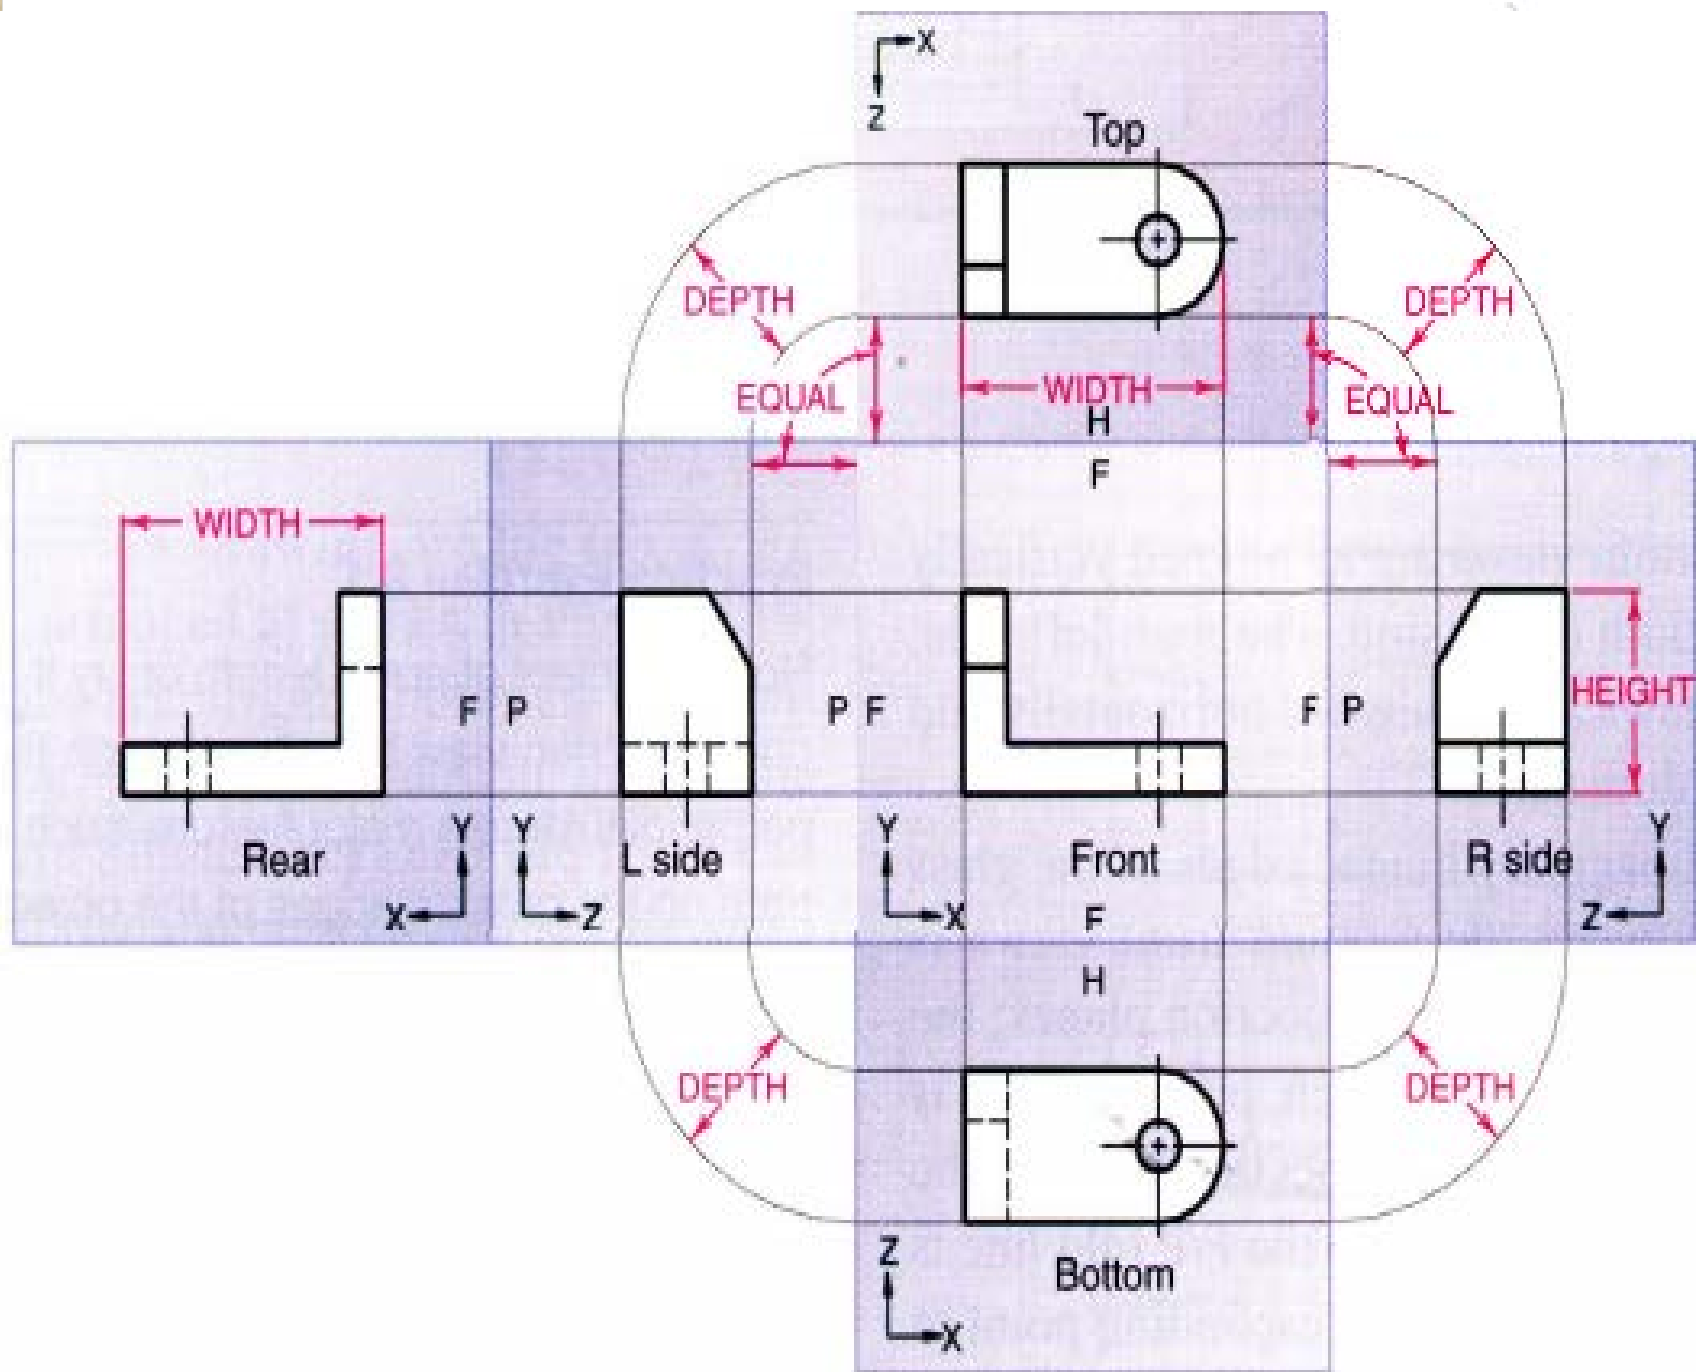 X
Z
Top
DEPTH
DEPTH
EQUAL
WIDTH
EQUAL
H
F
WIDTH
HEIGHT
F P
P F
F P
Y Y
Y
Y
Rear
L side
Front
R side
X
Z
X
F
Z
H
DEPTH
DEPTH
Z
Bottom
X